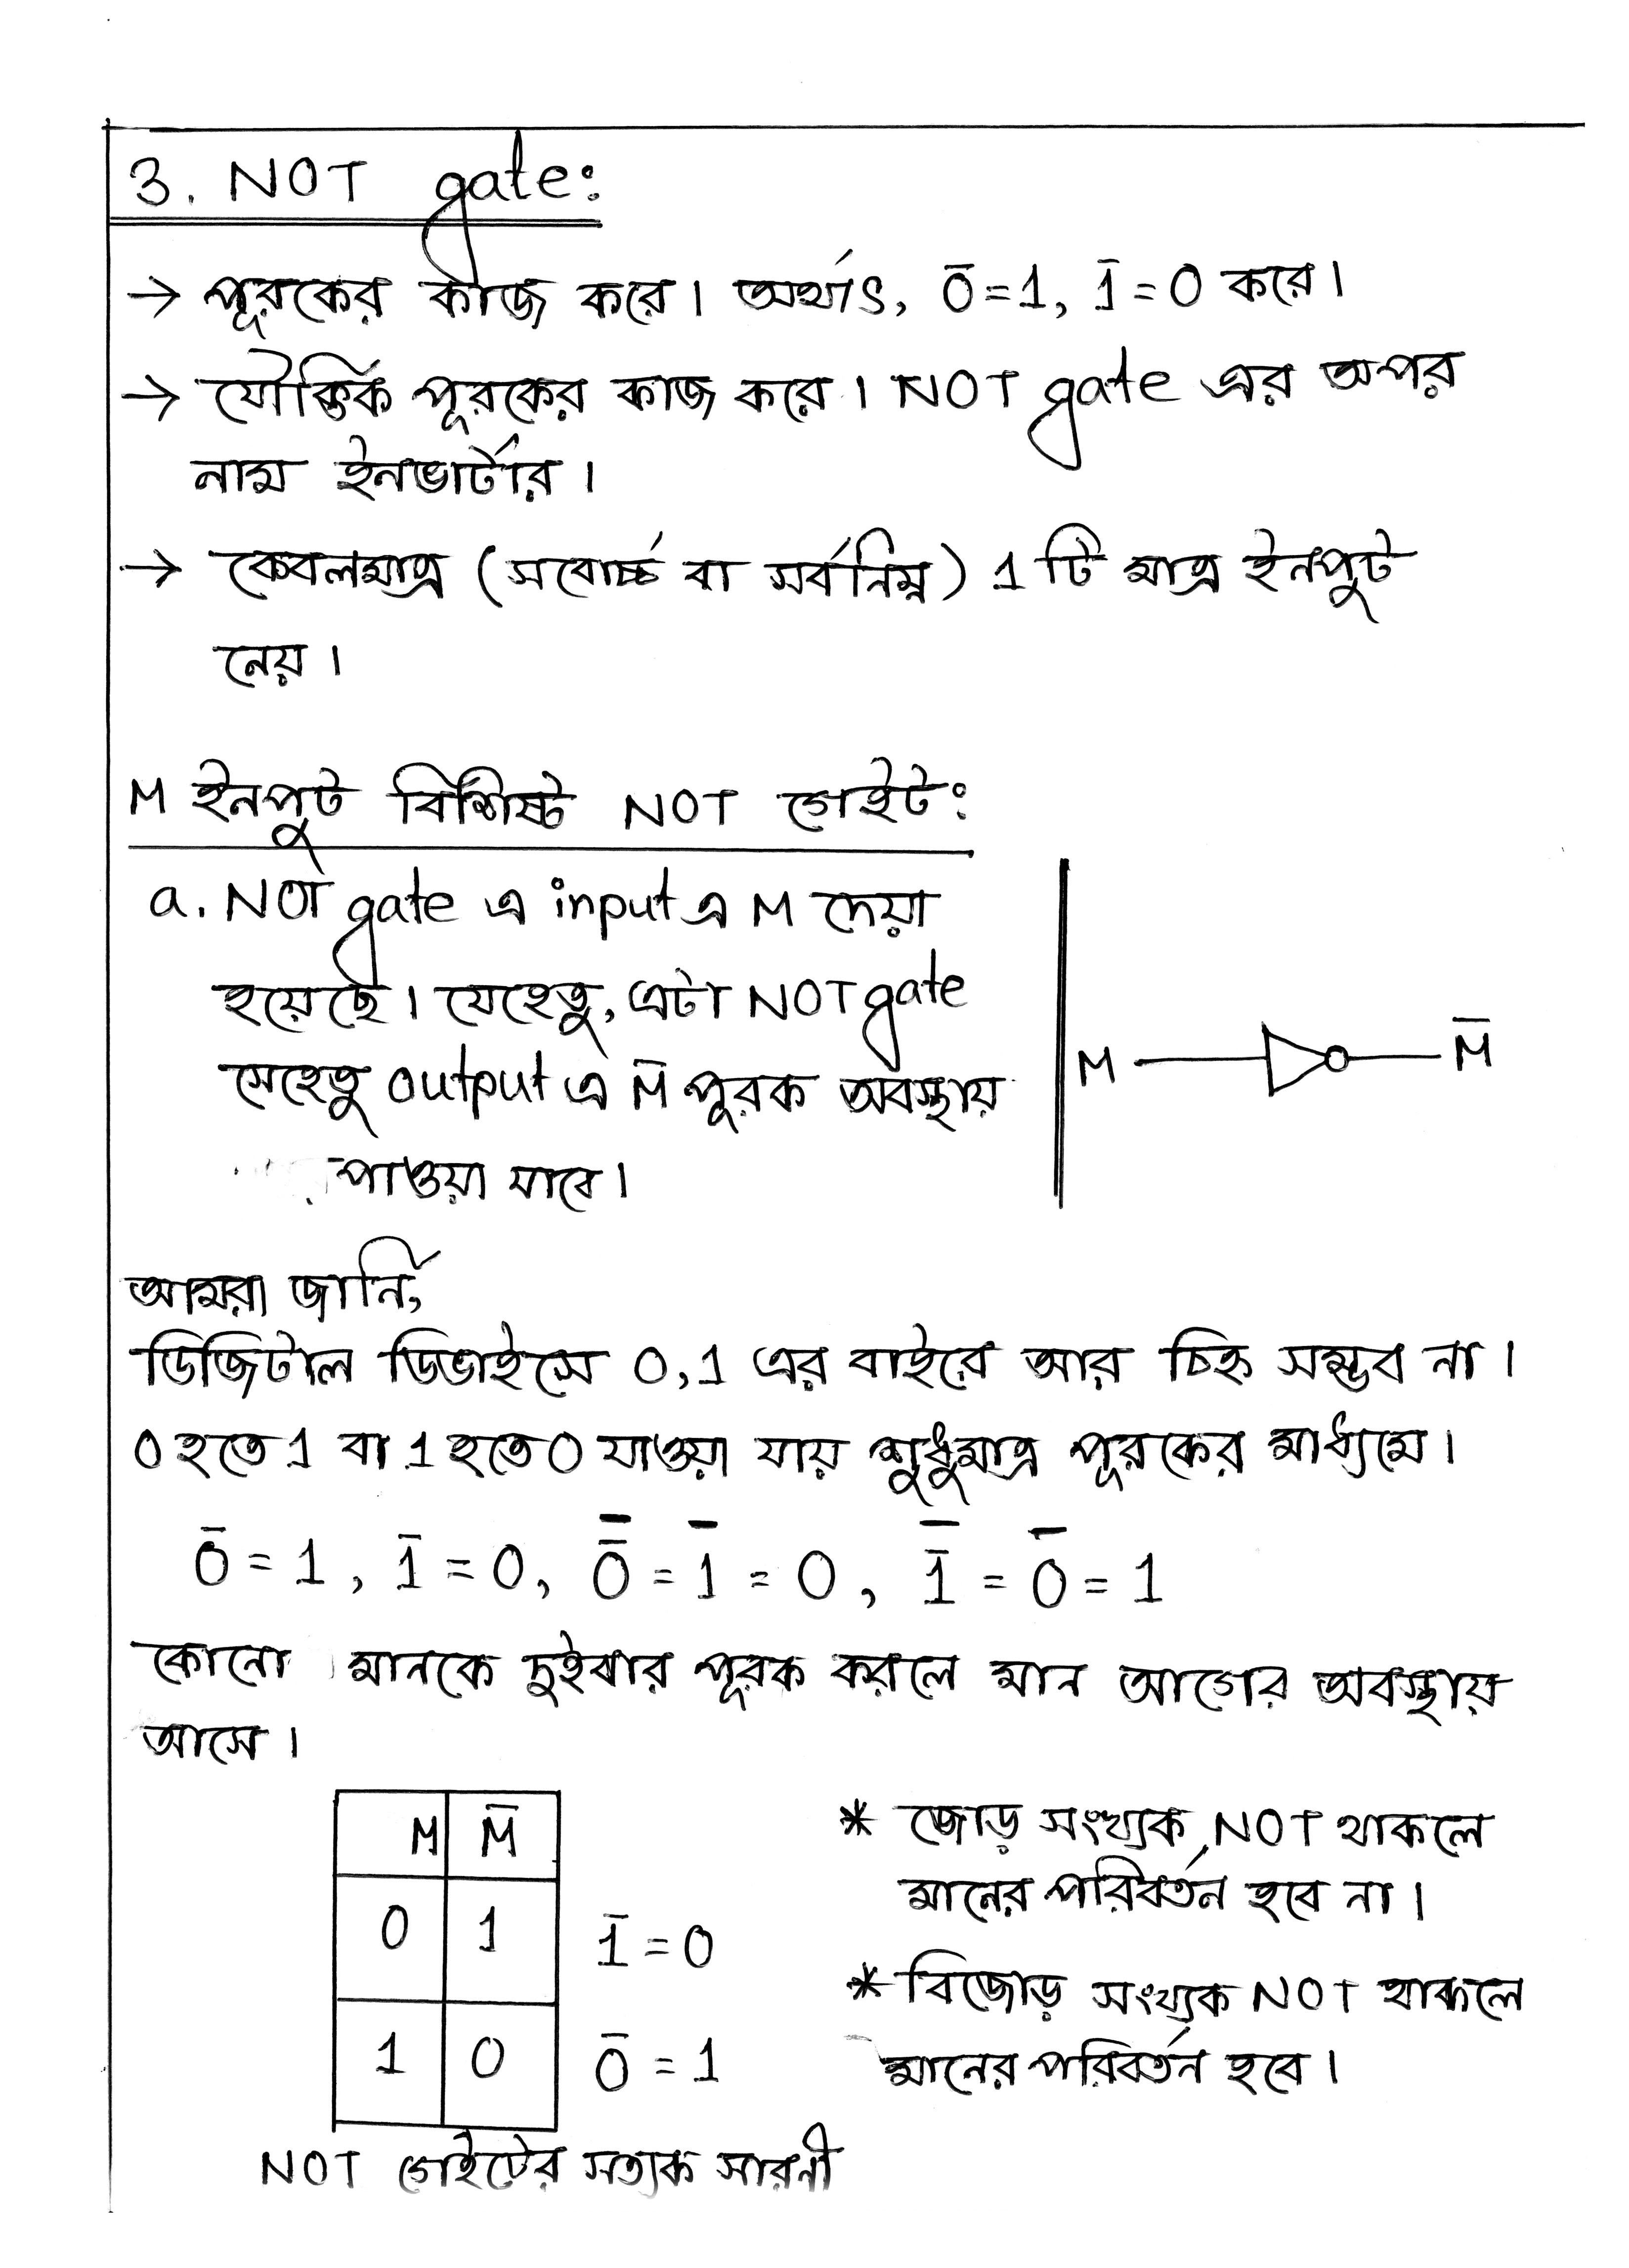 3. NOT gate:
→ পূরকের কাজ করে। অর্থাৎ, 0̄=1, 1̄=0 করে।
→ যৌক্তিক পূরকের কাজ করে। NOT gate এর অপর
নাম ইনভার্টার।
→ কেবলমাত্র (সবোর্চ্চ বা সর্বনিম্ন) 1 টি মাত্র ইনপুট
নেয়।
M ইনপুট বিশিষ্ট NOT গেইট:
a. NOT gate এ input এ M দেয়া
হয়েছে। যেহেতু, এটা NOT gate
সেহেতু output এ M̄ পূরক অবস্থায়
পাওয়া যাবে।
M M̄
আমরা জানি,
ডিজিটাল ডিভাইসে 0,1 এর বাইরে আর চিহ্ন সম্ভব না।
0 হতে 1 বা 1 হতে 0 যাওয়া যায় শুধুমাত্র পূরকের মাধ্যমে।
0̄ = 1, 1̄ = 0, 0̄̄ = 1̄ = 0, 1̄̄ = 0̄ = 1
কোনো মানকে দুইবার পূরক করলে মান আগের অবস্থায়
আসে।
M M̄
0 1 1̄ = 0
1 0 0̄ = 1
NOT গেইটের সত্যক সারনী
* জোড় সংখ্যক NOT থাকলে
মানের পরিবর্তন হবে না।
* বিজোড় সংখ্যক NOT থাকলে
মানের পরিবর্তন হবে।